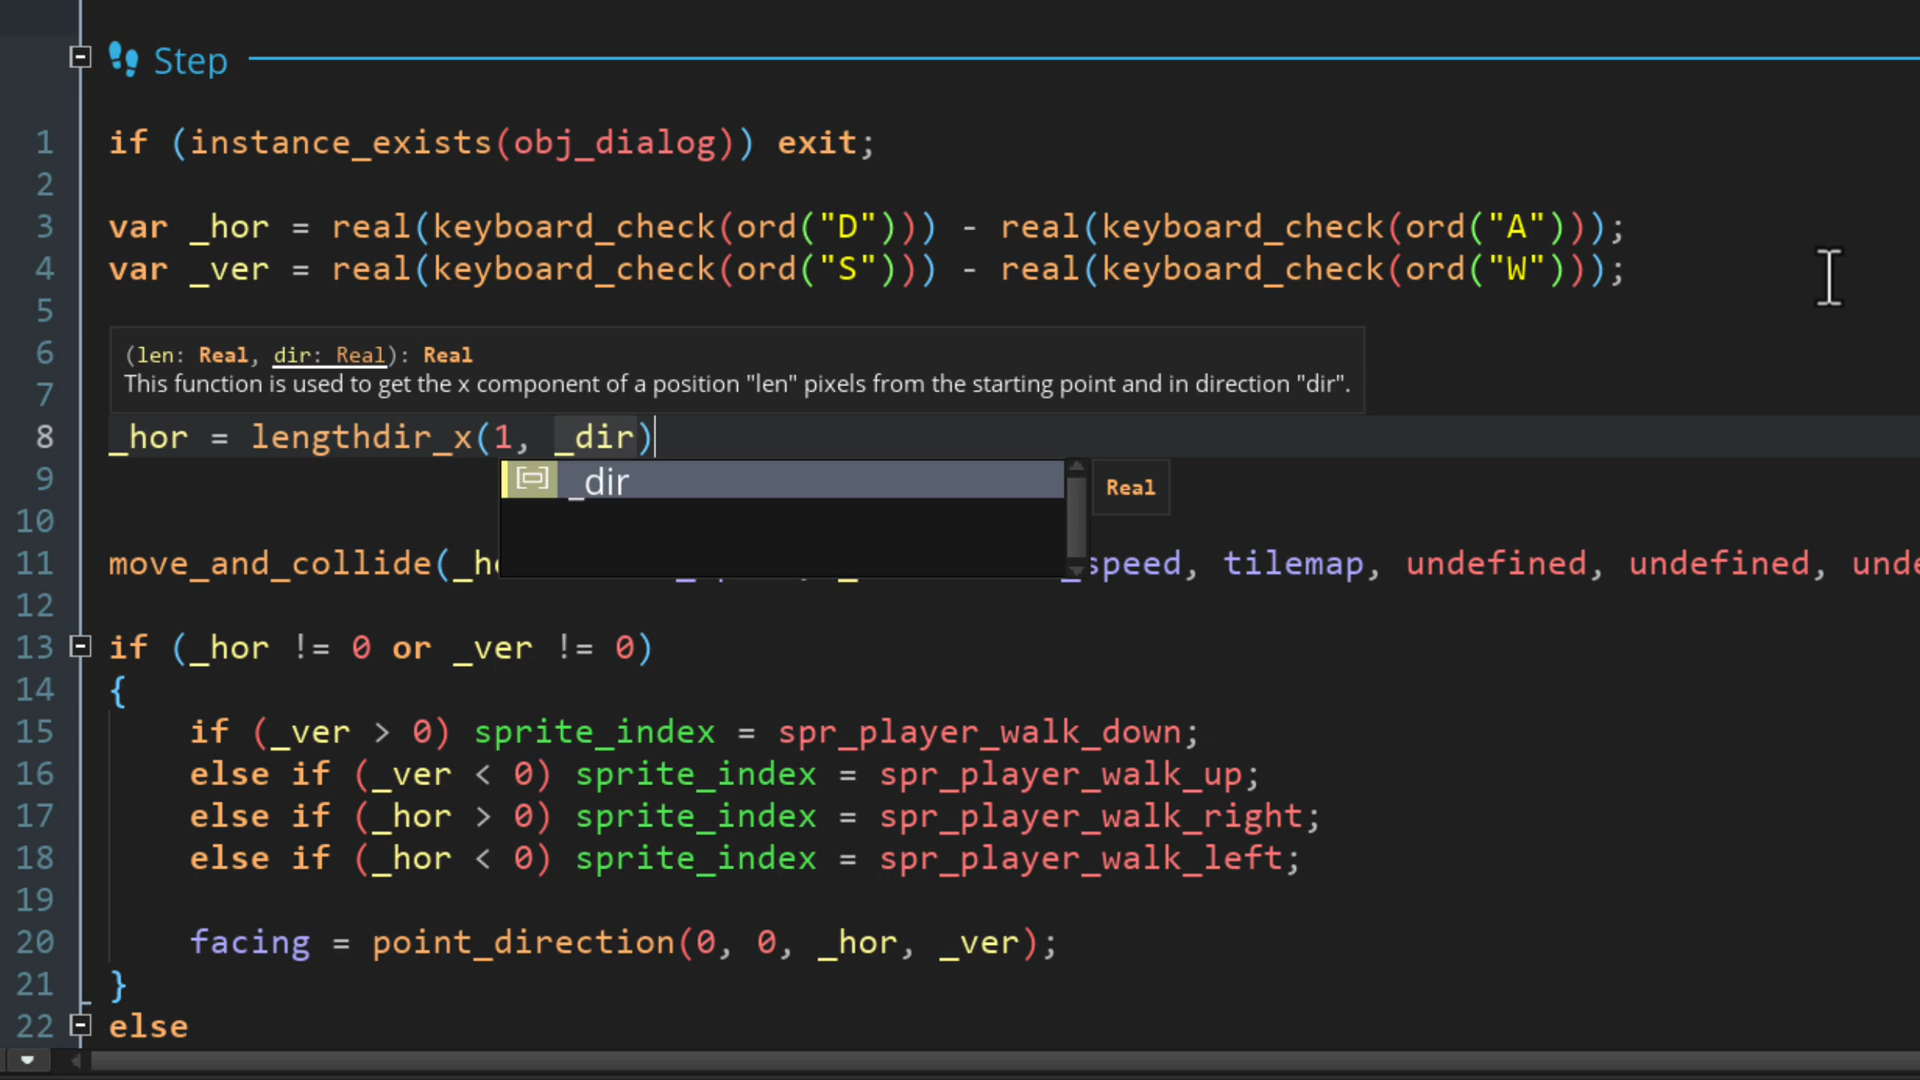 Step
1 if (instance_exists(obj_dialog)) exit;
2
3 var _hor = real(keyboard_check(ord("D"))) - real(keyboard_check(ord("A")));
4 var _ver = real(keyboard_check(ord("S"))) - real(keyboard_check(ord("W")));
5
6 (len: Real, dir: Real): Real
7 This function is used to get the x component of a position "len" pixels from the starting point and in direction "dir".
8 _hor = lengthdir_x(1, _dir)
9 _dir Real
10
11 move_and_collide( _speed, tilemap, undefined, undefined,
12
13 if (_hor != 0 or _ver != 0)
14 {
15 if (_ver > 0) sprite_index = spr_player_walk_down;
16 else if (_ver < 0) sprite_index = spr_player_walk_up;
17 else if (_hor > 0) sprite_index = spr_player_walk_right;
18 else if (_hor < 0) sprite_index = spr_player_walk_left;
19
20 facing = point_direction(0, 0, _hor, _ver);
21 }
22 else